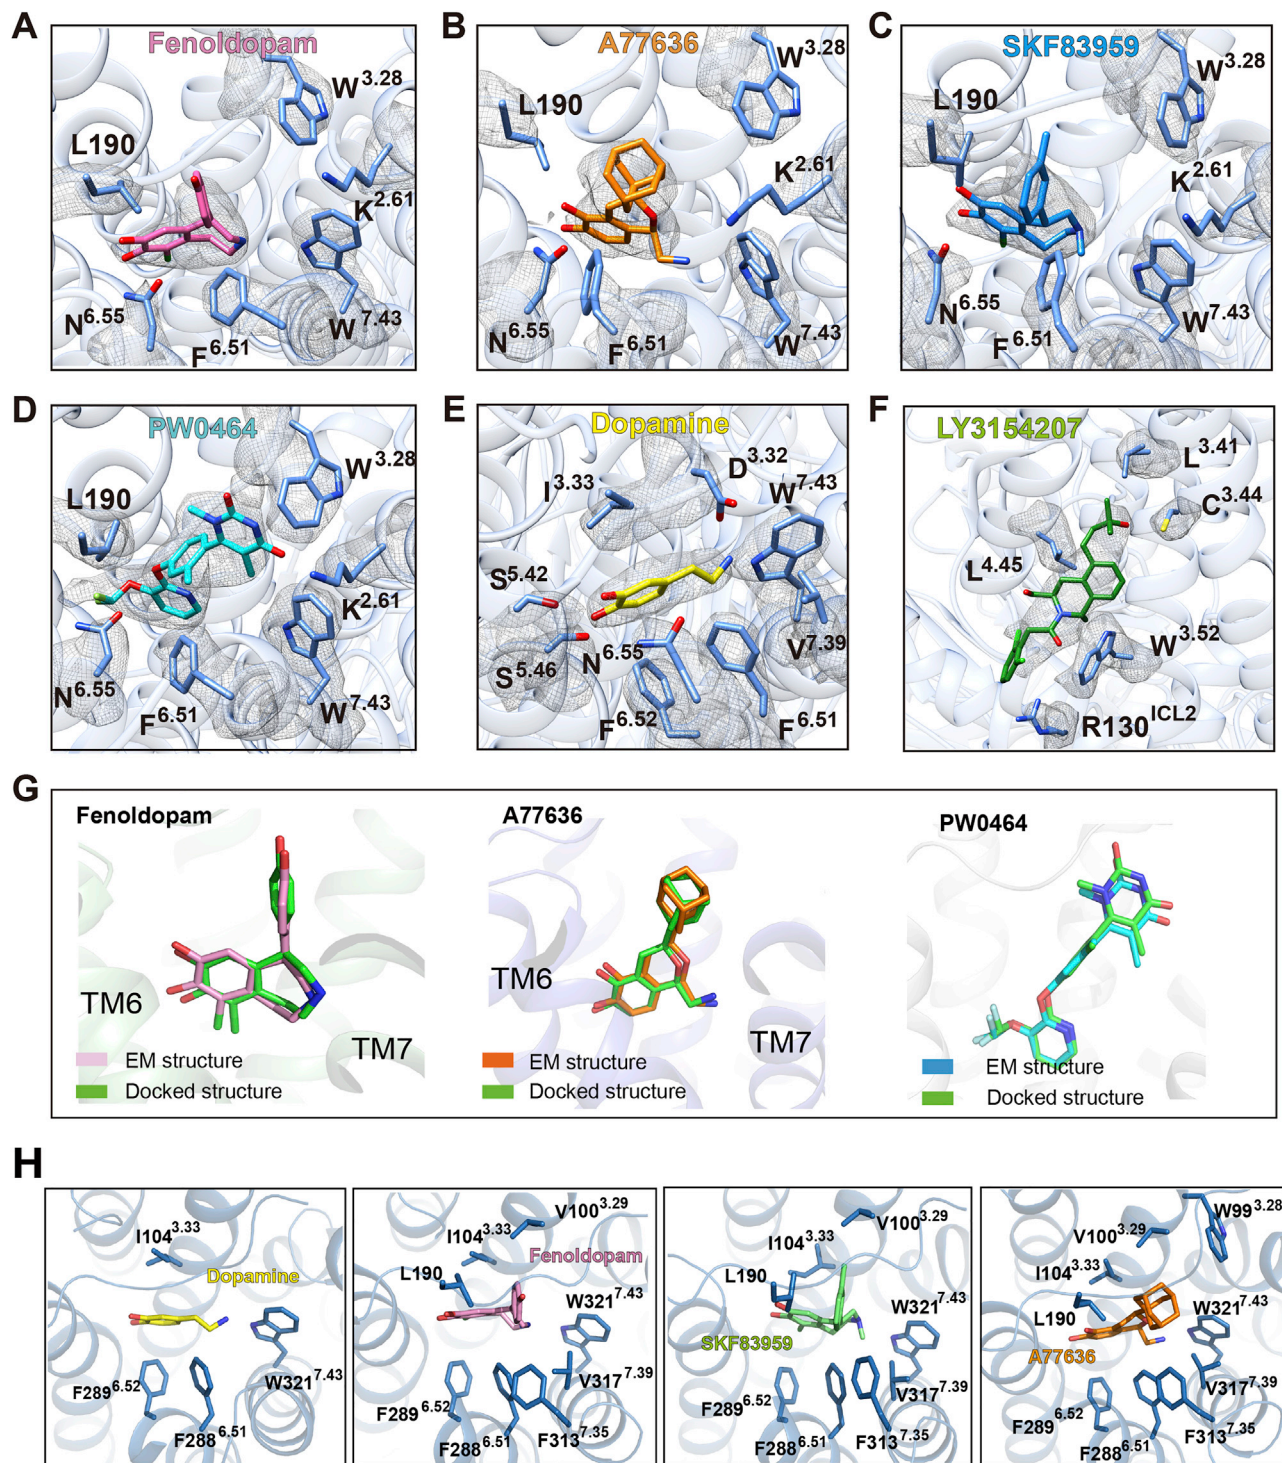 A
Fenoldopam
W3.28
L190
K2.61
N6.55
F6.51
W7.43
B
A77636
W3.28
L190
K2.61
N6.55
F6.51
W7.43
C
SKF83959
W3.28
L190
K2.61
N6.55
F6.51
W7.43
D
PW0464
W3.28
L190
K2.61
N6.55
F6.51
W7.43
E
Dopamine
D3.32
I3.33
W7.43
S5.42
S5.46
N6.55
V7.39
F6.52
F6.51
F
LY3154207
L3.41
C3.44
L4.45
W3.52
R130ICL2
G
Fenoldopam
TM6
TM7
EM structure
Docked structure
A77636
TM6
TM7
EM structure
Docked structure
PW0464
EM structure
Docked structure
H
I1043.33
Dopamine
F2896.52
W3217.43
F2886.51
V1003.29
I1043.33
Fenoldopam
L190
W3217.43
V3177.39
F2896.52
F2886.51
F3137.35
V1003.29
I1043.33
L190
W3217.43
SKF83959
V3177.39
F2896.52
F2886.51
F3137.35
W993.28
V1003.29
I1043.33
L190
W3217.43
A77636
V3177.39
F2896.52
F2886.51
F3137.35